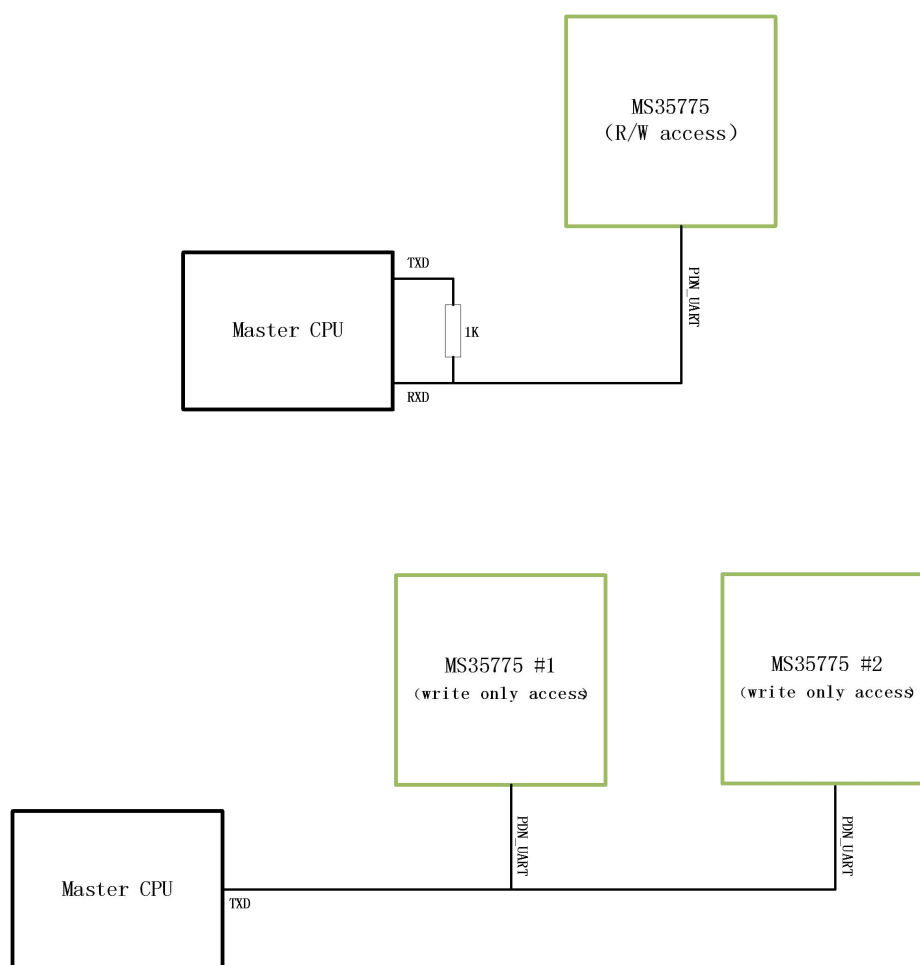 MS35775
(R/W access)
TXD
Master CPU
1K
PDN_UART
RXD
MS35775 #1
(write only access)
MS35775 #2
(write only access)
PDN_UART
PDN_UART
Master CPU
TXD